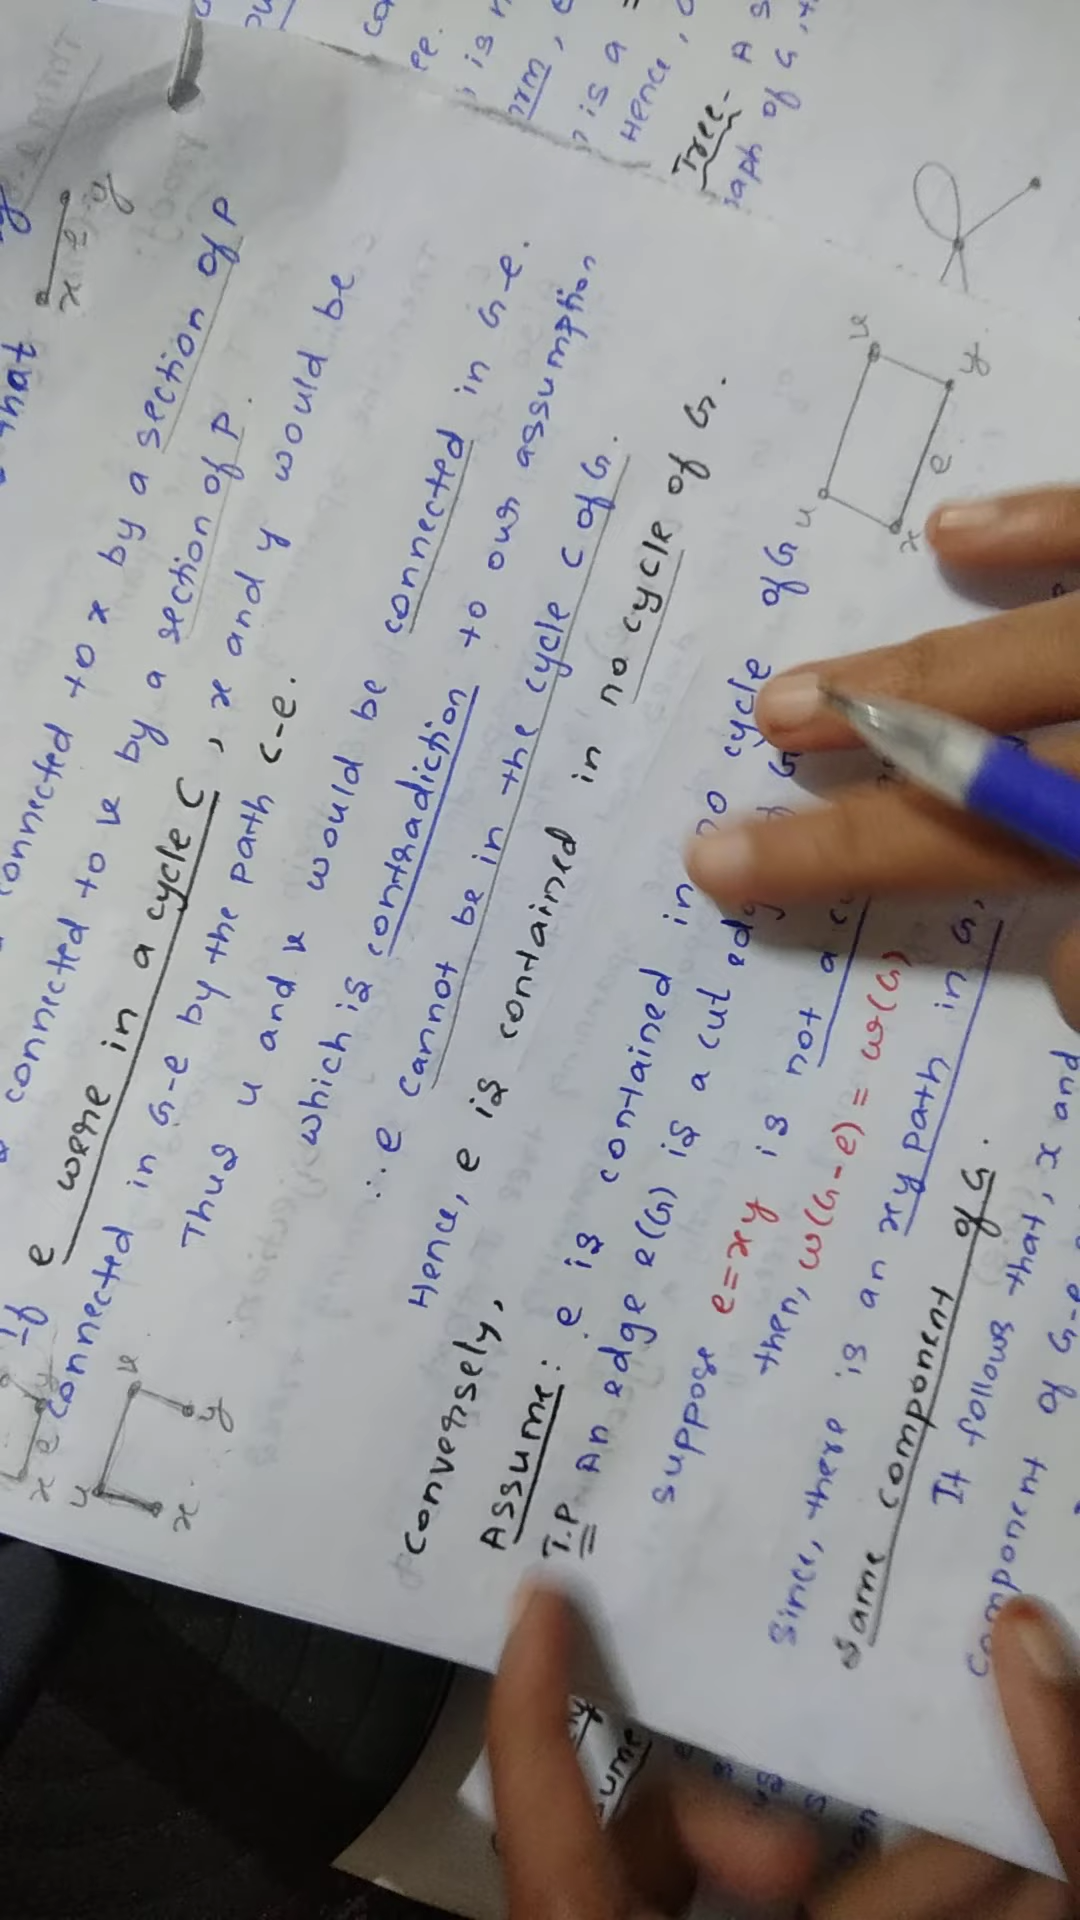 that
connected to x by a section of P
connected to v by a section of P.
If e were in a cycle C, x and y would be
connected in G-e by the path C-e.
Thus u and v would be connected in G-e.
which is contradiction to our assumption
∴ e cannot be in the cycle C of G.
Hence, e is contained in no cycle of G.
Conversely,
Assume: e is contained in no cycle of G
T.P An edge e(G) is a cut edge of G
Suppose e=xy is not a
then, ω(G-e) = ω(G)
Since, there is an xy path in G,
same component of G.
It follows that, x and
component of G-e
x e y
x e y
u v
x y
u v
x e y
is a
Hence,
Tree- A
of G